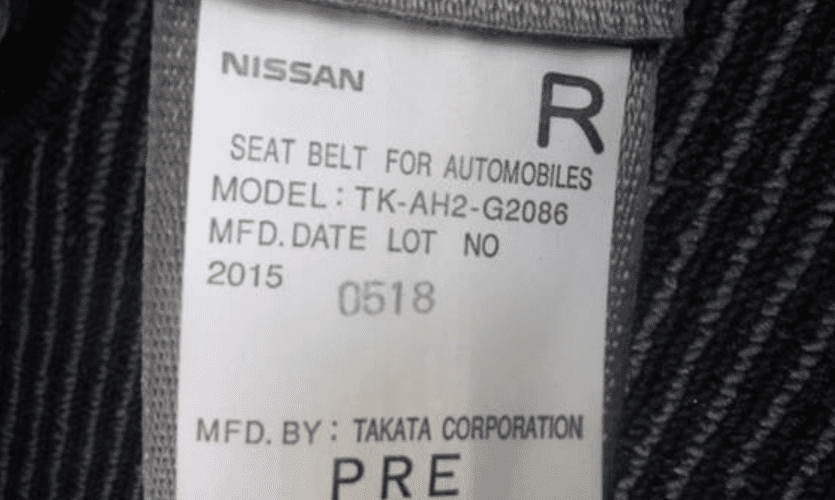 NISSAN
R
SEAT BELT FOR AUTOMOBILES
MODEL : TK-AH2-G2086
MFD. DATE LOT NO
2015 0518
MFD. BY : TAKATA CORPORATION
PRE